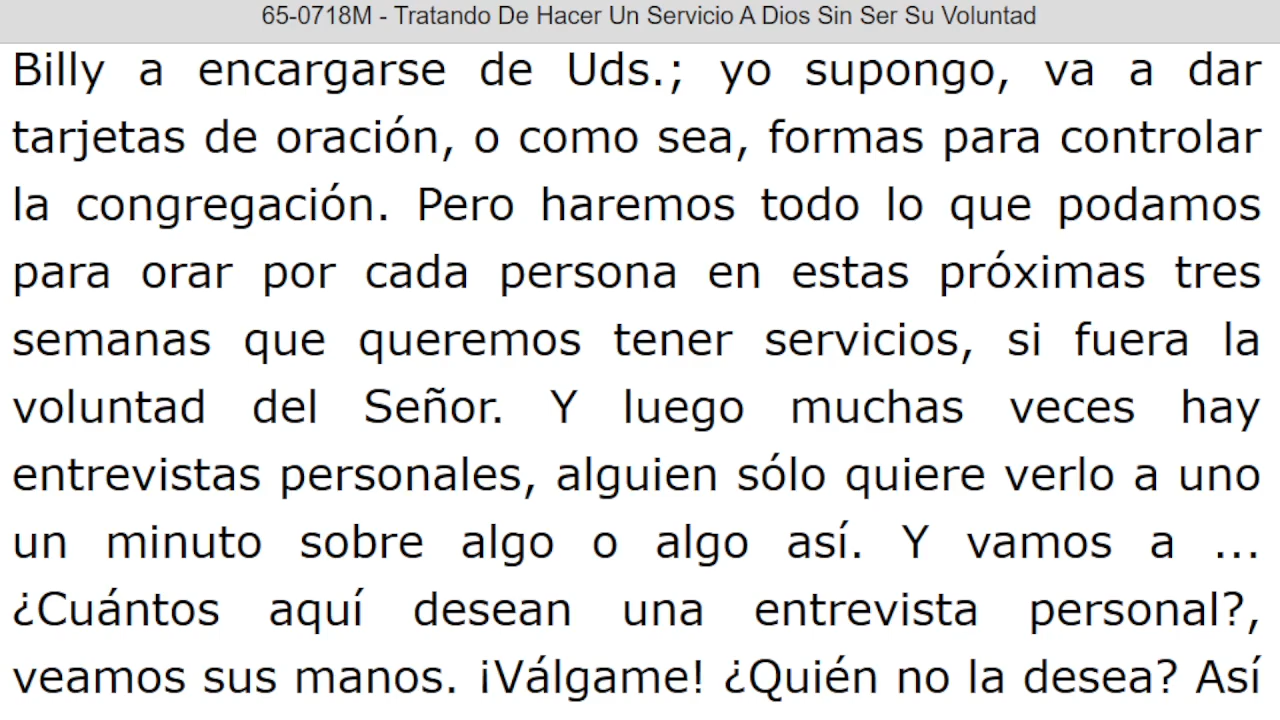 65-0718M - Tratando De Hacer Un Servicio A Dios Sin Ser Su Voluntad
Billy a encargarse de Uds.; yo supongo, va a dar
tarjetas de oración, o como sea, formas para controlar
la congregación. Pero haremos todo lo que podamos
para orar por cada persona en estas próximas tres
semanas que queremos tener servicios, si fuera la
voluntad del Señor. Y luego muchas veces hay
entrevistas personales, alguien sólo quiere verlo a uno
un minuto sobre algo o algo así. Y vamos a ...
¿Cuántos aquí desean una entrevista personal?,
veamos sus manos. ¡Válgame! ¿Quién no la desea? Así